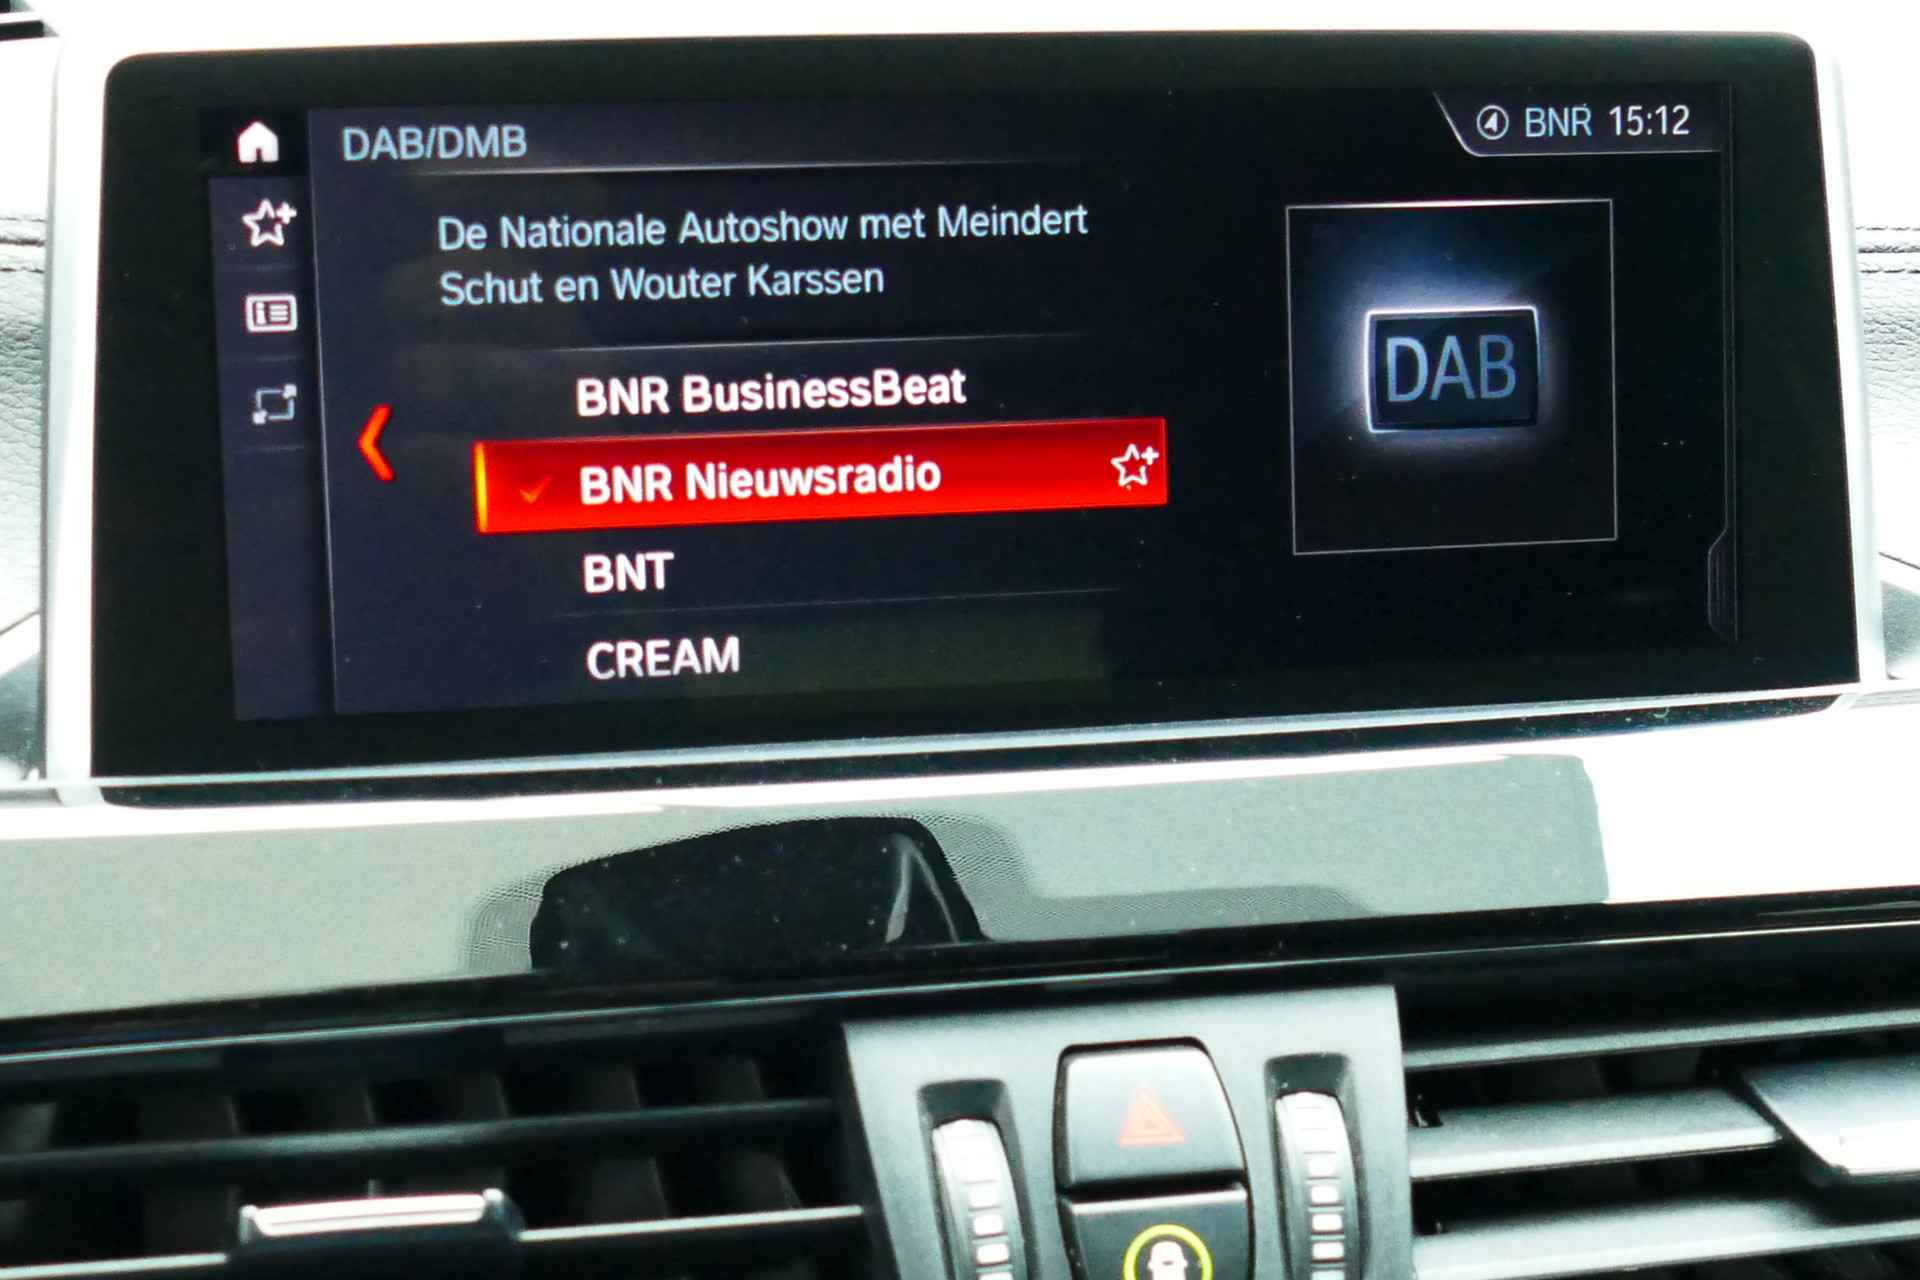 DAB/DMB
BNR 15:12
De Nationale Autoshow met Meindert
Schut en Wouter Karssen
DAB
BNR BusinessBeat
BNR Nieuwsradio
BNT
CREAM